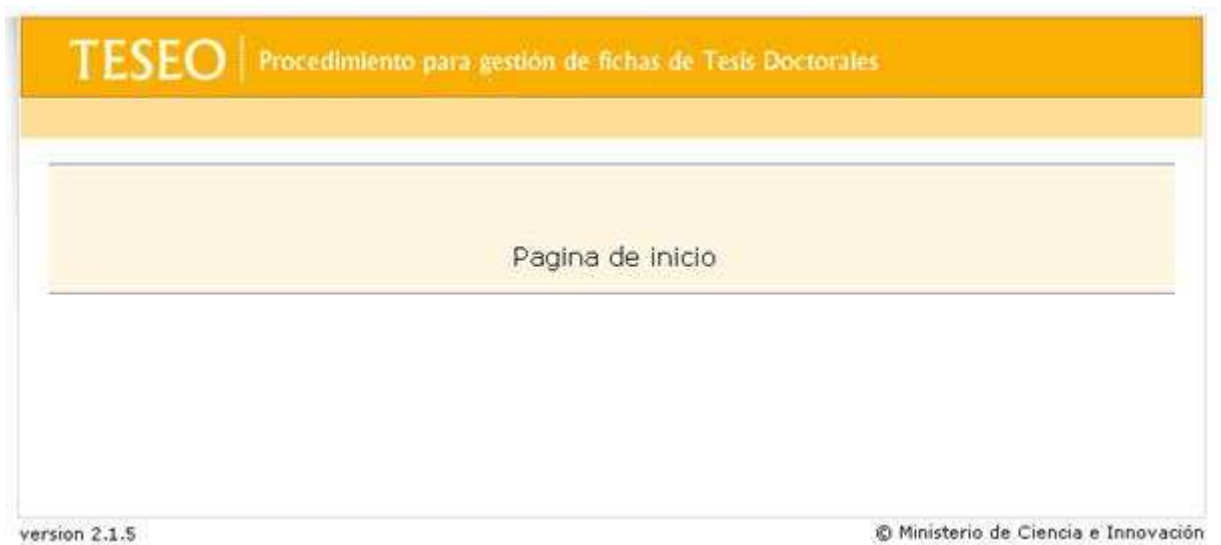 TESEO Procedimiento para gestión de fichas de Tesis Doctorales
Pagina de inicio
version 2.1.5 © Ministerio de Ciencia e Innovación